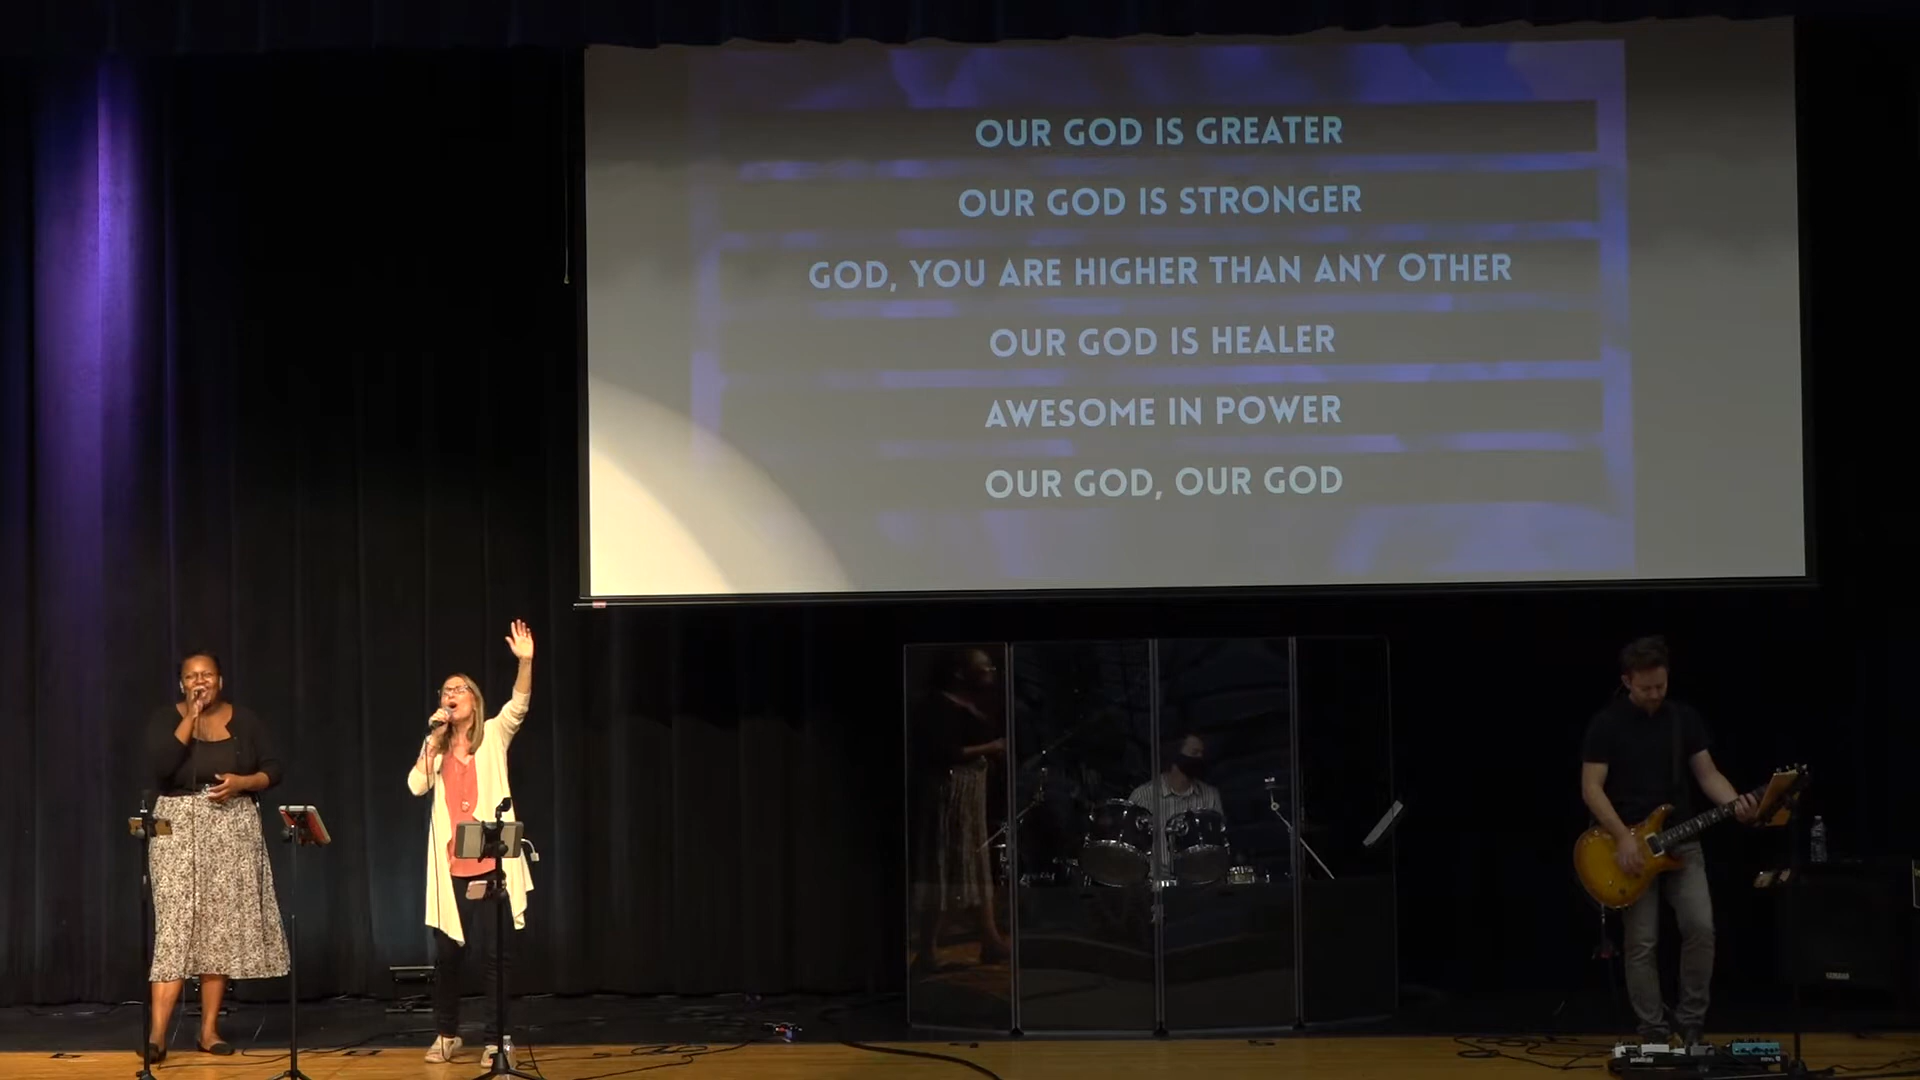 OUR GOD IS GREATER
OUR GOD IS STRONGER
GOD, YOU ARE HIGHER THAN ANY OTHER
OUR GOD IS HEALER
AWESOME IN POWER
OUR GOD, OUR GOD